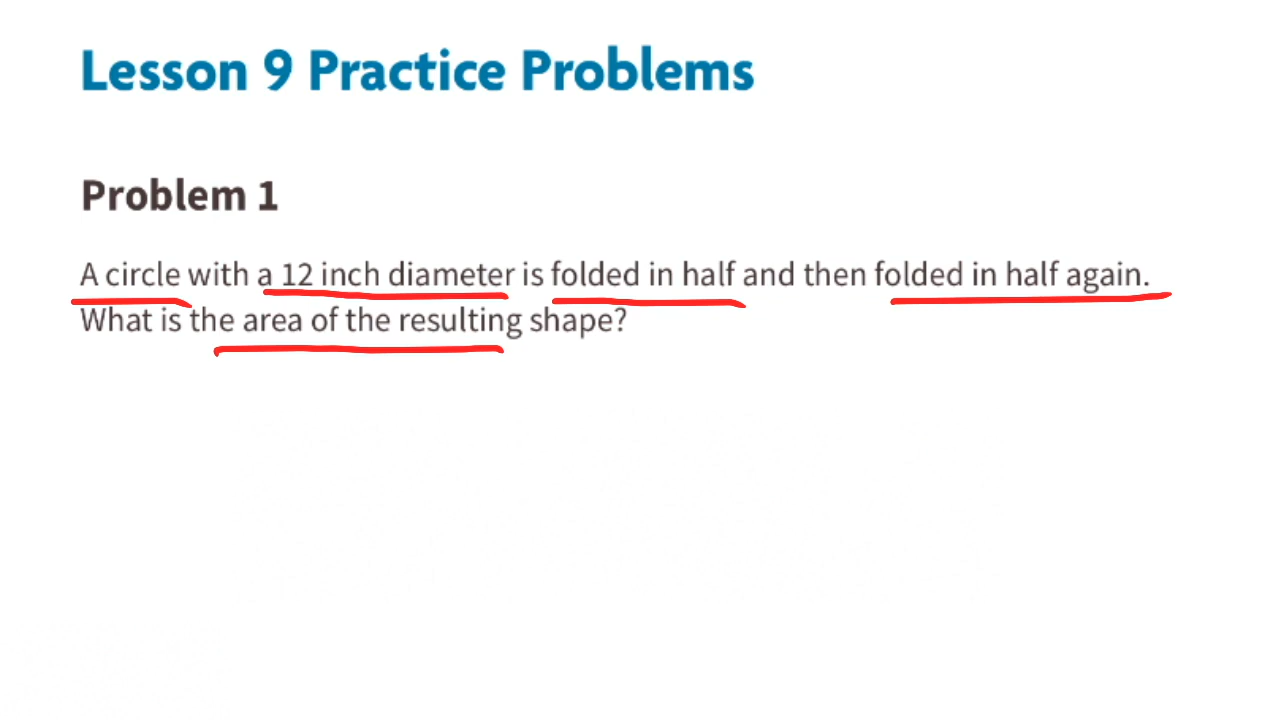 Lesson 9 Practice Problems
Problem 1
A circle with a 12 inch diameter is folded in half and then folded in half again.
What is the area of the resulting shape?